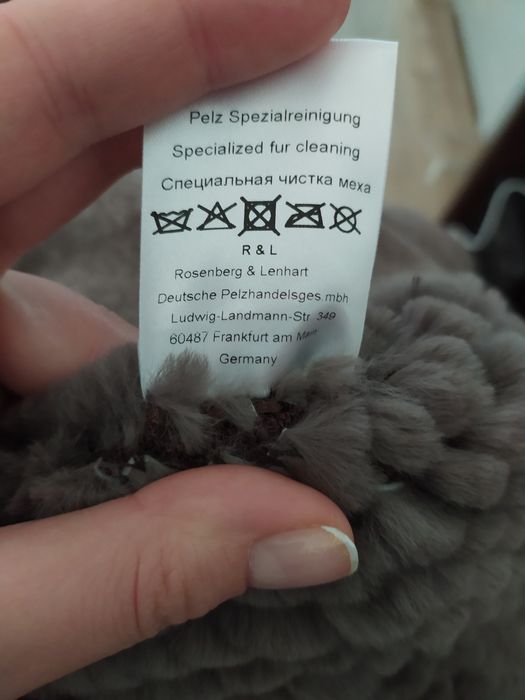 Pelz Spezialreinigung
Specialized fur cleaning
Специальная чистка меха
R & L
Rosenberg & Lenhart
Deutsche Pelzhandelsges.mbh
Ludwig-Landmann-Str. 349
60487 Frankfurt am Main
Germany